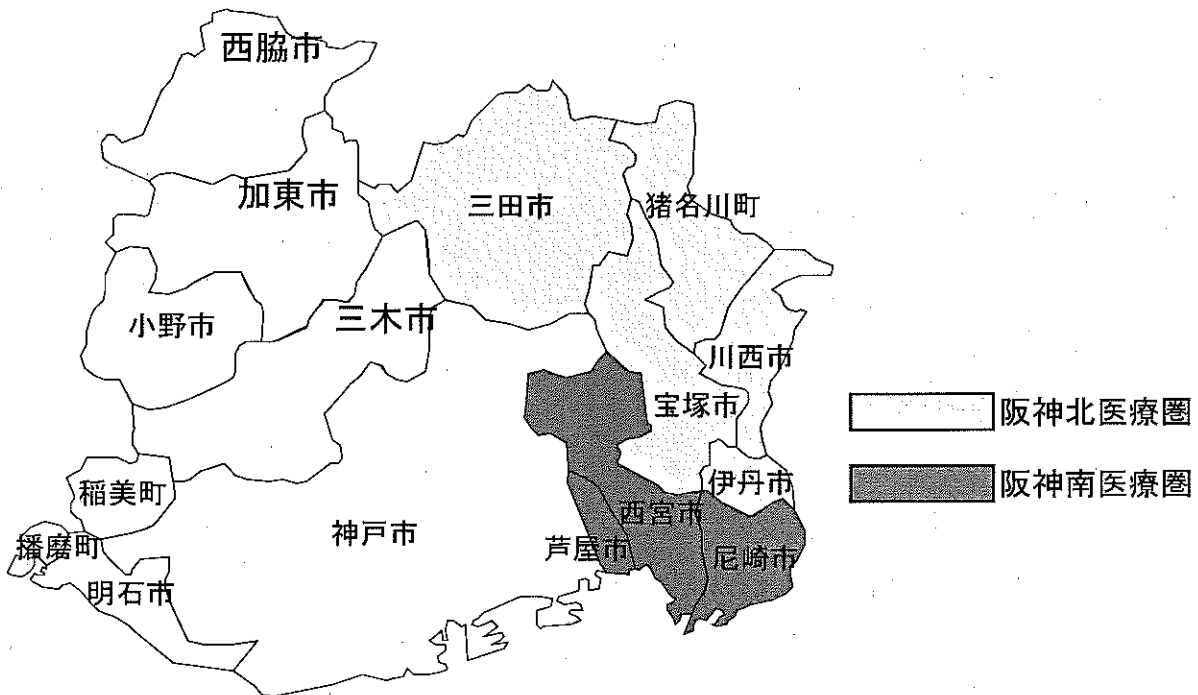 西脇市
加東市
三田市
猪名川町
小野市
三木市
川西市
宝塚市
阪神北医療圏
伊丹市
阪神南医療圏
稲美町
西宮市
神戸市
播磨町
芦屋市
尼崎市
明石市